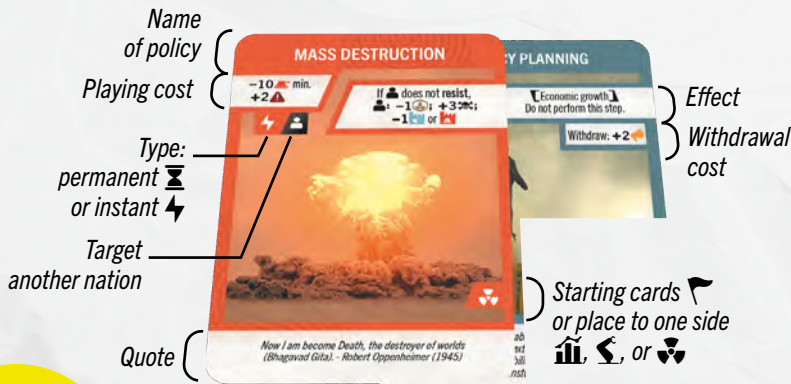 Name
of policy
Playing cost
Type:
permanent
or instant
Target
another nation
Quote
MASS DESTRUCTION
-10 min.
+2
If does not resist,
: -1; +3;
-1 or
Now I am become Death, the destroyer of worlds
(Bhagavad Gita). - Robert Oppenheimer (1945)
PLANNING
Economic growth
Do not perform this step.
Withdraw: +2
Effect
Withdrawal
cost
Starting cards
or place to one side
, , or